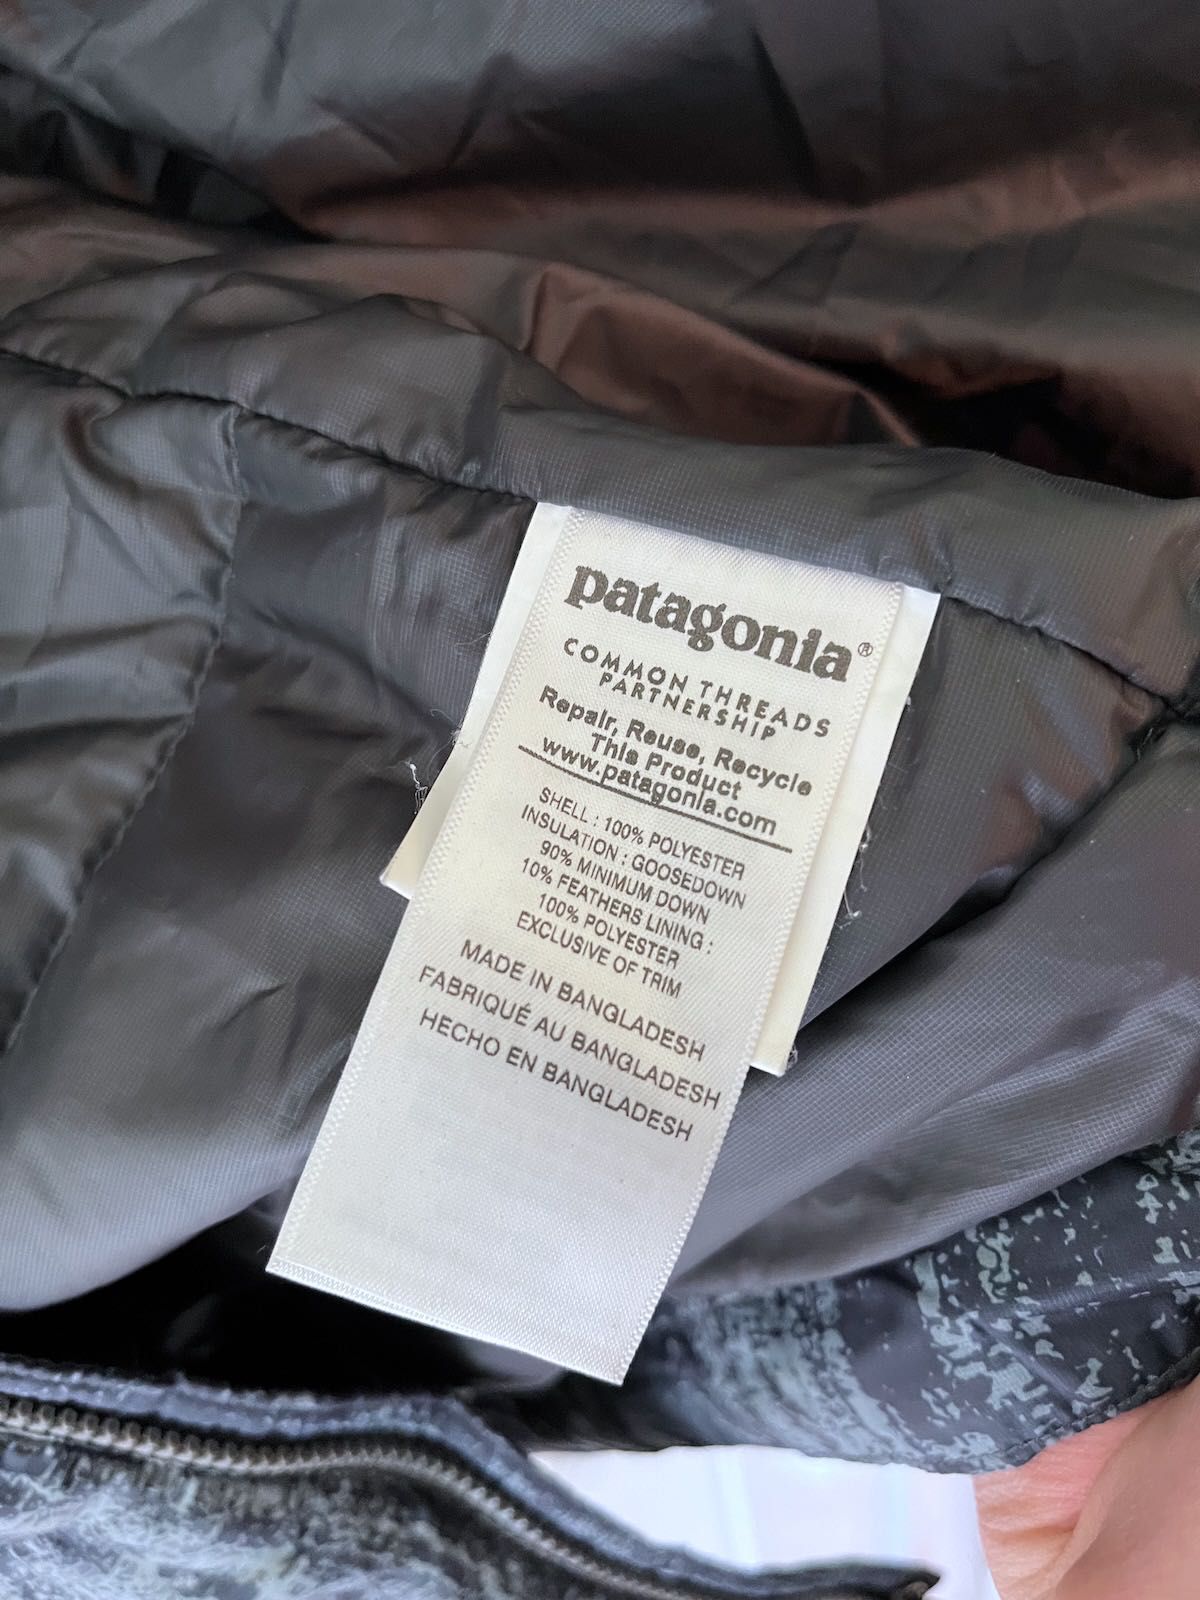 patagonia®
COMMON THREADS
PARTNERSHIP
Repair, Reuse, Recycle
This Product
www.patagonia.com
SHELL : 100% POLYESTER
INSULATION : GOOSEDOWN
90% MINIMUM DOWN
10% FEATHERS LINING :
100% POLYESTER
EXCLUSIVE OF TRIM
MADE IN BANGLADESH
FABRIQUÉ AU BANGLADESH
HECHO EN BANGLADESH